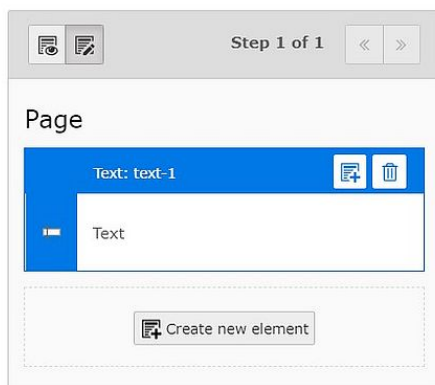 Step 1 of 1
Page
Text: text-1
Text
Create new element